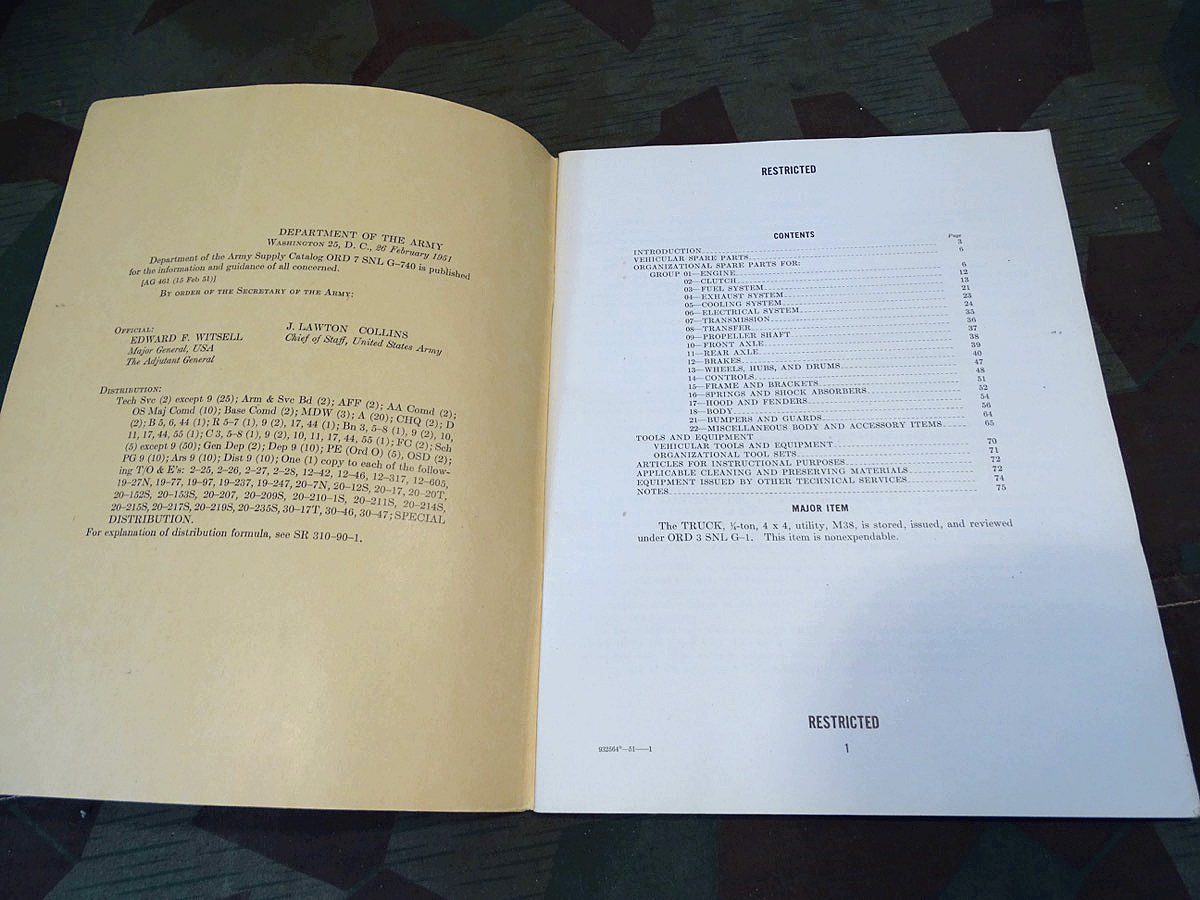 DEPARTMENT OF THE ARMY
WASHINGTON 25, D. C., 26 February 1951
Department of the Army Supply Catalog ORD 7 SNL G–740 is published
for the information and guidance of all concerned.
[AG 461 (15 Feb 51)]
BY ORDER OF THE SECRETARY OF THE ARMY:
OFFICIAL:
EDWARD F. WITSELL
Major General, USA
The Adjutant General
J. LAWTON COLLINS
Chief of Staff, United States Army
DISTRIBUTION:
Tech Svc (2) except 9 (25); Arm & Svc Bd (2); AFF (2); AA Comd (2);
OS Maj Comd (10); Base Comd (2); MDW (3); A (20); CHQ (2); D
(2); B 5, 6, 44 (1); R 5–7 (1), 9 (2), 17, 44 (1); Bn 3, 5–8 (1), 9 (2), 10,
11, 17, 44, 55 (1); C 3, 5–8 (1), 9 (2), 10, 11, 17, 44, 55 (1); FC (2); Sch
(5) except 9 (50); Gen Dep (2); Dep 9 (10); PE (Ord O) (5), OSD (2);
PG 9 (10); Ars 9 (10); Dist 9 (10); One (1) copy to each of the follow-
ing T/O & E's: 2–25, 2–26, 2–27, 2–28, 12–42, 12–46, 12–317, 12–605,
19–27N, 19–77, 19–97, 19–237, 19–247, 20–7N, 20–12S, 20–17, 20–20T,
20–152S, 20–153S, 20–207, 20–209S, 20–210–1S, 20–211S, 20–214S,
20–215S, 20–217S, 20–219S, 20–235S, 30–17T, 30–46, 30–47; SPECIAL
DISTRIBUTION.
For explanation of distribution formula, see SR 310–90–1.
RESTRICTED
CONTENTS
Page
INTRODUCTION 3
VEHICULAR SPARE PARTS 6
ORGANIZATIONAL SPARE PARTS FOR:
GROUP 01—ENGINE 6
02—CLUTCH 12
03—FUEL SYSTEM 13
04—EXHAUST SYSTEM 21
05—COOLING SYSTEM 23
06—ELECTRICAL SYSTEM 24
07—TRANSMISSION 35
08—TRANSFER 36
09—PROPELLER SHAFT 37
10—FRONT AXLE 38
11—REAR AXLE 39
12—BRAKES 40
13—WHEELS, HUBS, AND DRUMS 47
14—CONTROLS 48
15—FRAME AND BRACKETS 51
16—SPRINGS AND SHOCK ABSORBERS 52
17—HOOD AND FENDERS 54
18—BODY 56
21—BUMPERS AND GUARDS 64
22—MISCELLANEOUS BODY AND ACCESSORY ITEMS 65
TOOLS AND EQUIPMENT
VEHICULAR TOOLS AND EQUIPMENT 70
ORGANIZATIONAL TOOL SETS 71
ARTICLES FOR INSTRUCTIONAL PURPOSES 72
APPLICABLE CLEANING AND PRESERVING MATERIALS 72
EQUIPMENT ISSUED BY OTHER TECHNICAL SERVICES 74
NOTES 75
MAJOR ITEM
The TRUCK, ¼-ton, 4 x 4, utility, M38, is stored, issued, and reviewed
under ORD 3 SNL G–1. This item is nonexpendable.
RESTRICTED
932564°—51——1
1